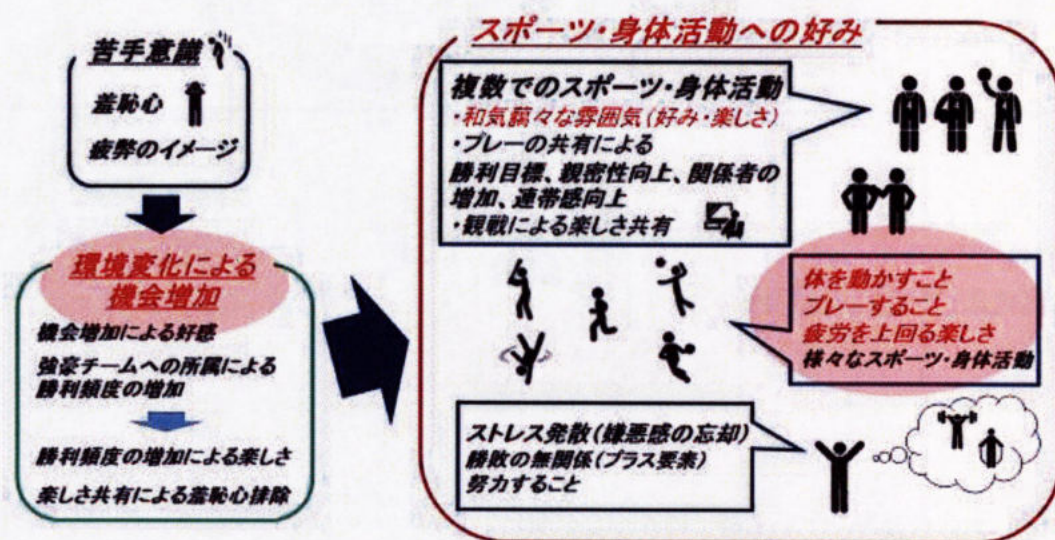 苦手意識
羞恥心
疲弊のイメージ
環境変化による
機会増加
機会増加による好感
強豪チームへの所属による
勝利頻度の増加
勝利頻度の増加による楽しさ
楽しさ共有による羞恥心排除
スポーツ・身体活動への好み
複数でのスポーツ・身体活動
・和気藹々な雰囲気(好み・楽しさ)
・プレーの共有による
勝利目標、親密性向上、関係者の
増加、連帯感向上
・観戦による楽しさ共有
体を動かすこと
プレーすること
疲労を上回る楽しさ
様々なスポーツ・身体活動
ストレス発散(嫌悪感の忘却)
勝敗の無関係(プラス要素)
努力すること